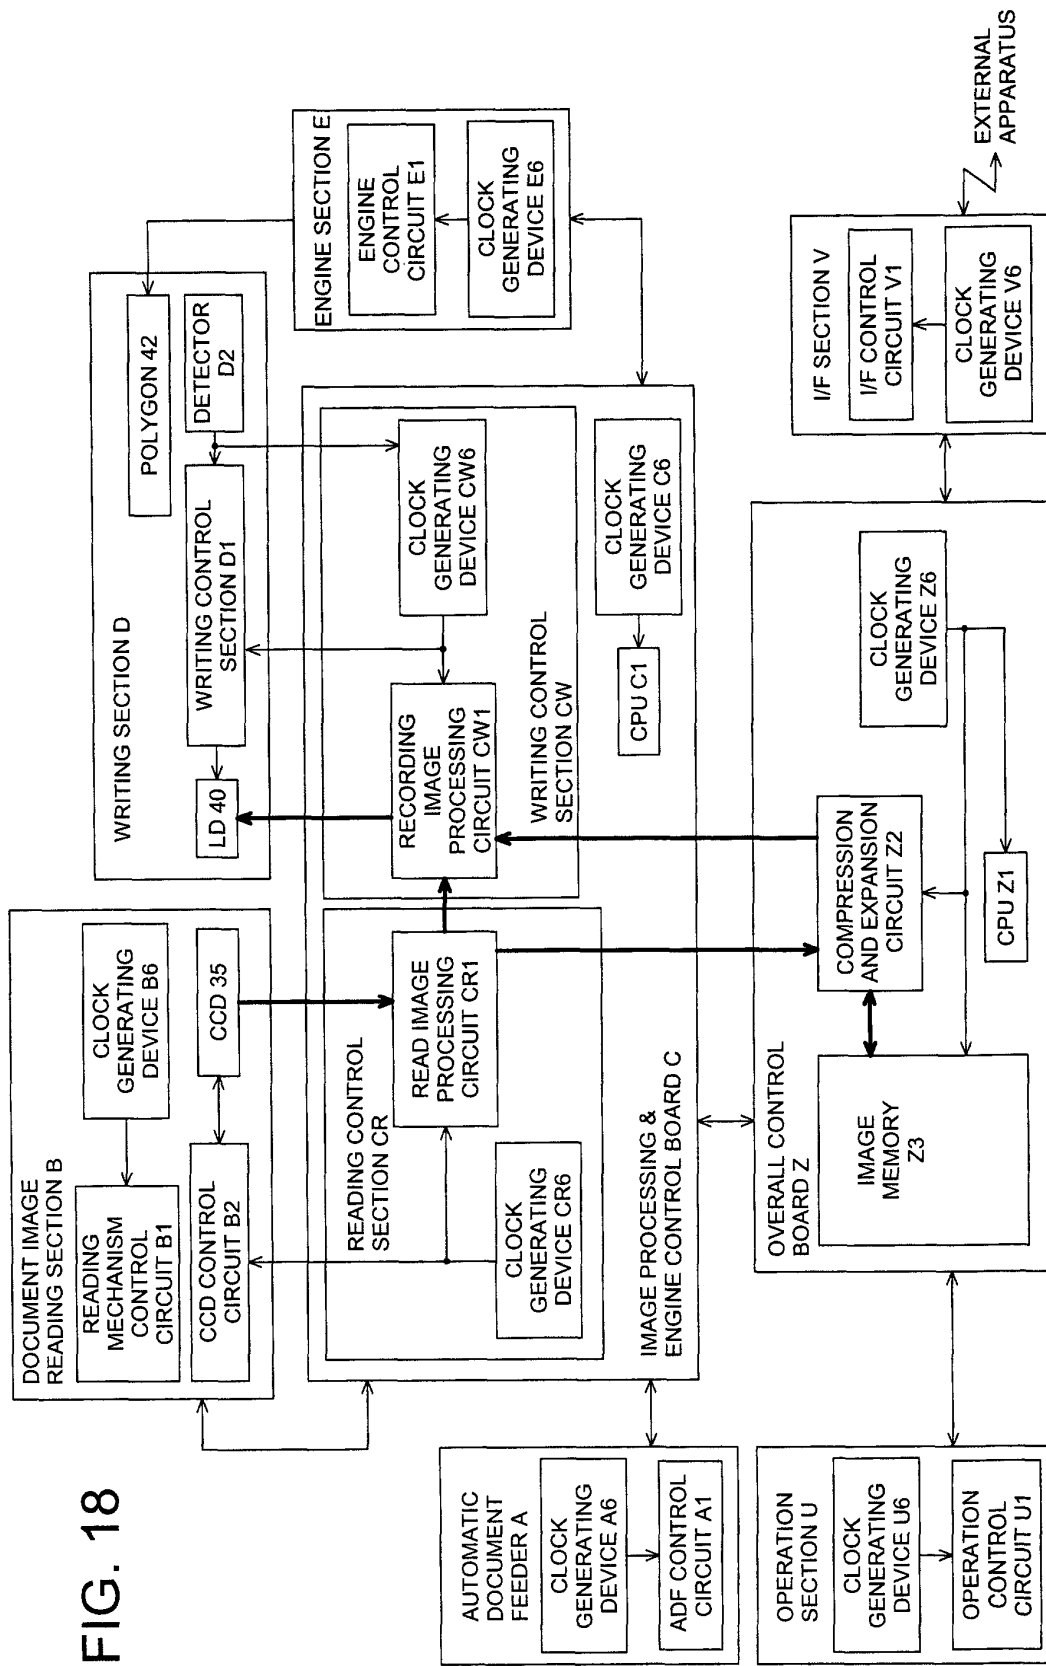 FIG. 18
DOCUMENT IMAGE
READING SECTION B
READING
MECHANISM
CONTROL
CIRCUIT B1
CLOCK
GENERATING
DEVICE B6
CCD CONTROL
CIRCUIT B2
CCD 35
WRITING SECTION D
LD 40
WRITING CONTROL
SECTION D1
POLYGON 42
DETECTOR
D2
ENGINE SECTION E
ENGINE
CONTROL
CIRCUIT E1
CLOCK
GENERATING
DEVICE E6
READING CONTROL
SECTION CR
READ IMAGE
PROCESSING
CIRCUIT CR1
CLOCK
GENERATING
DEVICE CR6
RECORDING
IMAGE
PROCESSING
CIRCUIT CW1
CLOCK
GENERATING
DEVICE CW6
WRITING CONTROL
SECTION CW
IMAGE PROCESSING &
ENGINE CONTROL BOARD C
CPU C1
CLOCK
GENERATING
DEVICE C6
AUTOMATIC
DOCUMENT
FEEDER A
CLOCK
GENERATING
DEVICE A6
ADF CONTROL
CIRCUIT A1
OPERATION
SECTION U
CLOCK
GENERATING
DEVICE U6
OPERATION
CONTROL
CIRCUIT U1
OVERALL CONTROL
BOARD Z
IMAGE
MEMORY
Z3
COMPRESSION
AND EXPANSION
CIRCUIT Z2
CPU Z1
CLOCK
GENERATING
DEVICE Z6
I/F SECTION V
I/F CONTROL
CIRCUIT V1
CLOCK
GENERATING
DEVICE V6
EXTERNAL
APPARATUS